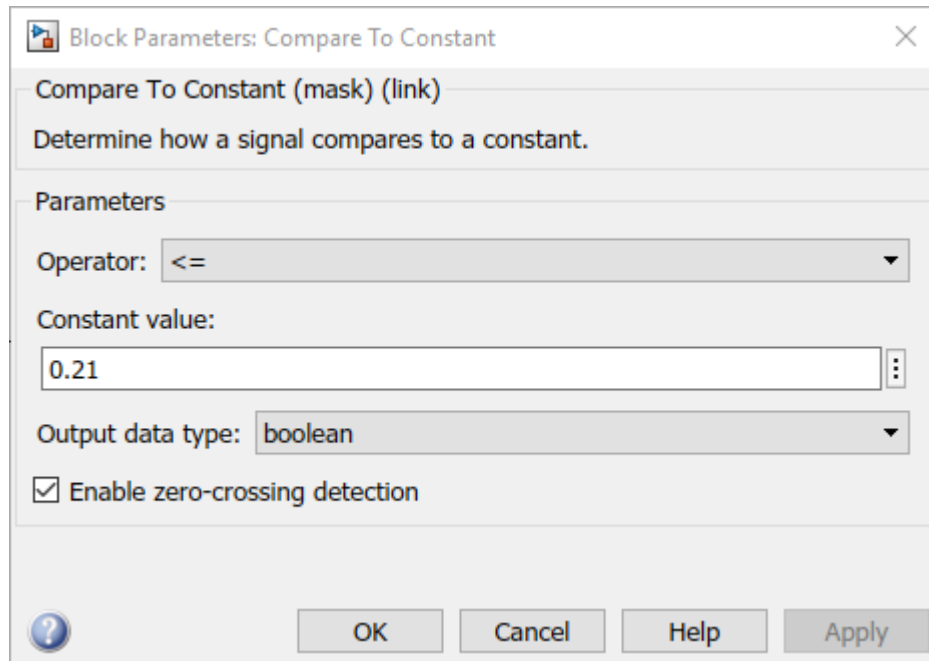 Block Parameters: Compare To Constant
Compare To Constant (mask) (link)
Determine how a signal compares to a constant.
Parameters
Operator: <=
Constant value:
0.21
Output data type: boolean
Enable zero-crossing detection
OK Cancel Help Apply